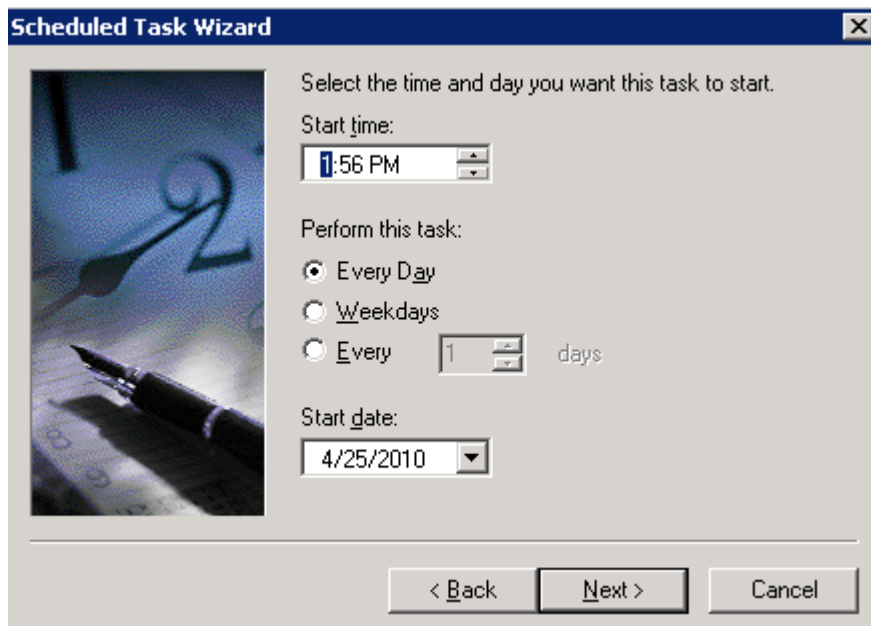 Scheduled Task Wizard
Select the time and day you want this task to start.
Start time:
1:56 PM
Perform this task:
Every Day
Weekdays
Every 1 days
Start date:
4/25/2010
< Back Next > Cancel
2